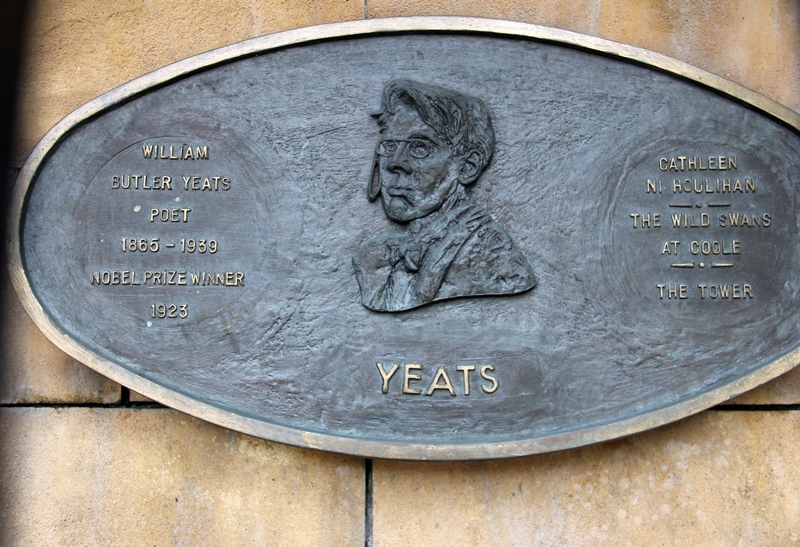 WILLIAM
BUTLER YEATS
POET
1865 - 1939
NOBEL PRIZE WINNER
1923
CATHLEEN
NI HOULIHAN
THE WILD SWANS
AT COOLE
THE TOWER
YEATS